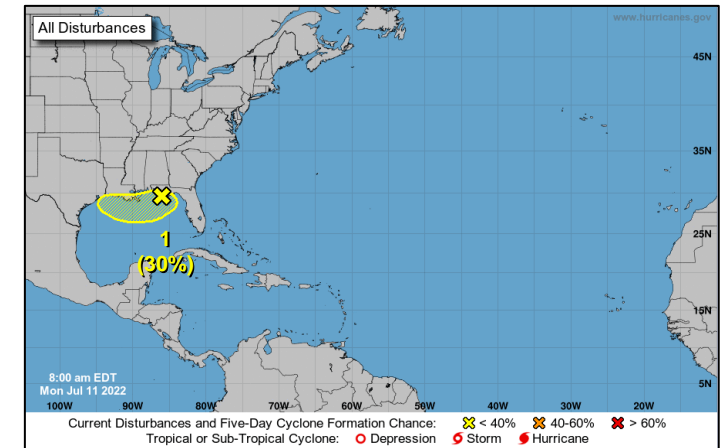 All Disturbances
www.hurricanes.gov
45N
35N
25N
15N
5N
1
(30%)
8:00 am EDT
Mon Jul 11 2022
100W 90W 80W 70W 60W 50W 40W 30W 20W
Current Disturbances and Five-Day Cyclone Formation Chance: < 40% 40-60% > 60%
Tropical or Sub-Tropical Cyclone: Depression Storm Hurricane